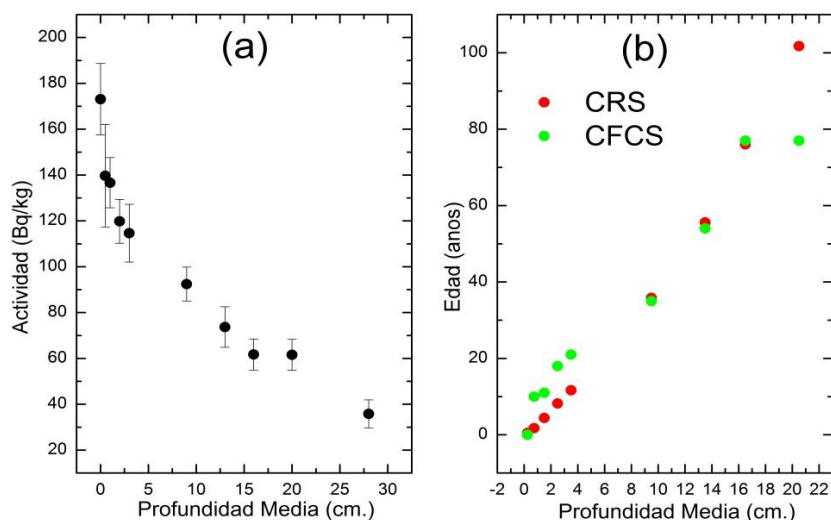 (a)
Actividad (Bq/kg)
200
180
160
140
120
100
80
60
40
20
0 5 10 15 20 25 30
Profundidad Media (cm.)
(b)
CRS
CFCS
Edad (anos)
100
80
60
40
20
0
-2 0 2 4 6 8 10 12 14 16 18 20 22
Profundidad Media (cm.)